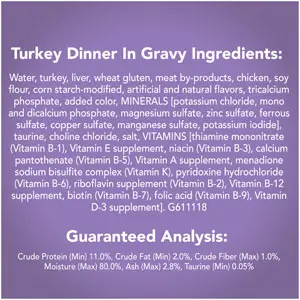 Turkey Dinner In Gravy Ingredients:
Water, turkey, liver, wheat gluten, meat by-products, chicken, soy
flour, corn starch-modified, artificial and natural flavors, tricalcium
phosphate, added color, MINERALS [potassium chloride, mono
and dicalcium phosphate, magnesium sulfate, zinc sulfate, ferrous
sulfate, copper sulfate, manganese sulfate, potassium iodide],
taurine, choline chloride, salt, VITAMINS [thiamine mononitrate
(Vitamin B-1), Vitamin E supplement, niacin (Vitamin B-3), calcium
pantothenate (Vitamin B-5), Vitamin A supplement, menadione
sodium bisulfite complex (Vitamin K), pyridoxine hydrochloride
(Vitamin B-6), riboflavin supplement (Vitamin B-2), Vitamin B-12
supplement, biotin (Vitamin B-7), folic acid (Vitamin B-9), Vitamin
D-3 supplement]. G611118
Guaranteed Analysis:
Crude Protein (Min) 11.0%, Crude Fat (Min) 2.0%, Crude Fiber (Max) 1.0%,
Moisture (Max) 80.0%, Ash (Max) 2.8%, Taurine (Min) 0.05%